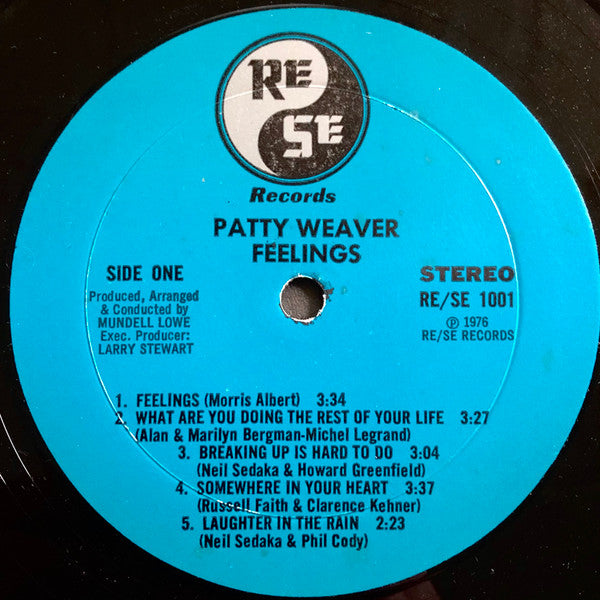 RE
SE
Records
PATTY WEAVER
FEELINGS
SIDE ONE
Produced, Arranged
& Conducted by
MUNDELL LOWE
Exec. Producer:
LARRY STEWART
STEREO
RE/SE 1001
℗ 1976
RE/SE RECORDS
1. FEELINGS (Morris Albert) 3:34
2. WHAT ARE YOU DOING THE REST OF YOUR LIFE 3:27
(Alan & Marilyn Bergman-Michel Legrand)
3. BREAKING UP IS HARD TO DO 3:04
(Neil Sedaka & Howard Greenfield)
4. SOMEWHERE IN YOUR HEART 3:37
(Russell Faith & Clarence Kehner)
5. LAUGHTER IN THE RAIN 2:23
(Neil Sedaka & Phil Cody)